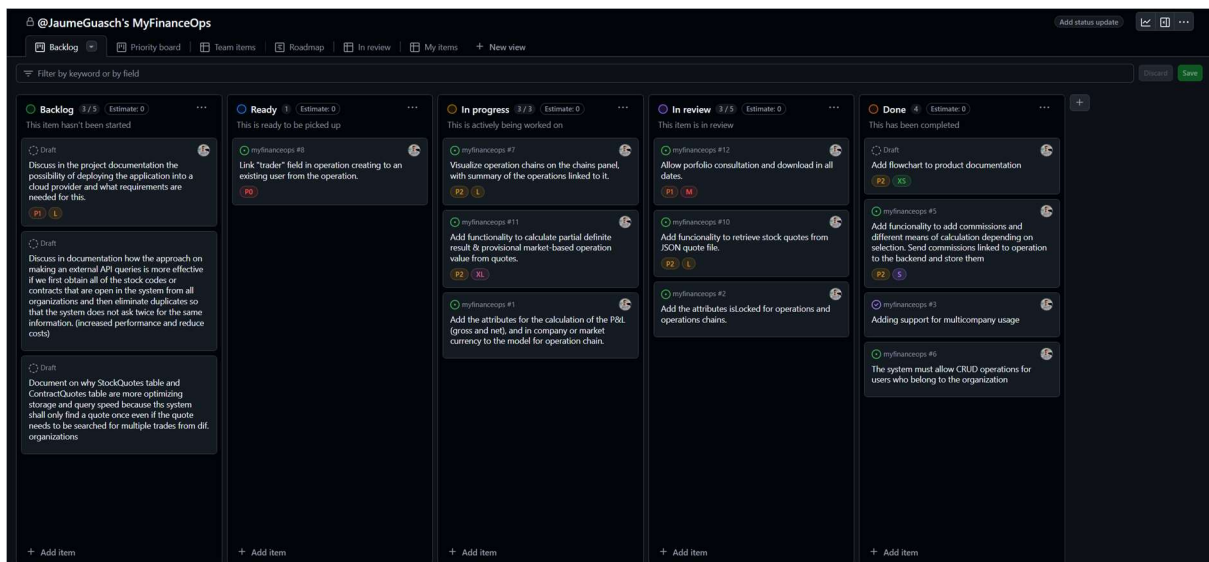 @JaumeGuasch's MyFinanceOps
Add status update
Backlog
Priority board
Team items
Roadmap
In review
My items
+ New view
Filter by keyword or by field
Discard
Save
Backlog 3 / 5 Estimate: 0
This item hasn't been started
Draft
Discuss in the project documentation the
possibility of deploying the application into a
cloud provider and what requirements are
needed for this.
P1 L
Draft
Discuss in documentation how the approach on
making an external API queries is more effective
if we first obtain all of the stock codes or
contracts that are open in the system from all
organizations and then eliminate duplicates so
that the system does not ask twice for the same
information. (increased performance and reduce
costs)
Draft
Document on why StockQuotes table and
ContractQuotes table are more optimizing
storage and query speed because ths system
shall only find a quote once even if the quote
needs to be searched for multiple trades from dif.
organizations
+ Add item
Ready 1 Estimate: 0
This is ready to be picked up
myfinanceops #8
Link "trader" field in operation creating to an
existing user from the operation.
P0
+ Add item
In progress 3 / 3 Estimate: 0
This is actively being worked on
myfinanceops #7
Visualize operation chains on the chains panel,
with summary of the operations linked to it.
P2 L
myfinanceops #11
Add functionality to calculate partial definite
result & provisional market-based operation
value from quotes.
P2 XL
myfinanceops #1
Add the attributes for the calculation of the P&L
(gross and net), and in company or market
currency to the model for operation chain.
+ Add item
In review 3 / 5 Estimate: 0
This item is in review
myfinanceops #12
Allow porfolio consultation and download in all
dates.
P1 M
myfinanceops #10
Add funcionality to retrieve stock quotes from
JSON quote file.
P2 L
myfinanceops #2
Add the attributes isLocked for operations and
operations chains.
+ Add item
Done 4 Estimate: 0
This has been completed
Draft
Add flowchart to product documentation
P2 XS
myfinanceops #5
Add funcionality to add commissions and
different means of calculation depending on
selection. Send commissions linked to operation
to the backend and store them
P2 S
myfinanceops #3
Adding support for multicompany usage
myfinanceops #6
The system must allow CRUD operations for
users who belong to the organization
+ Add item